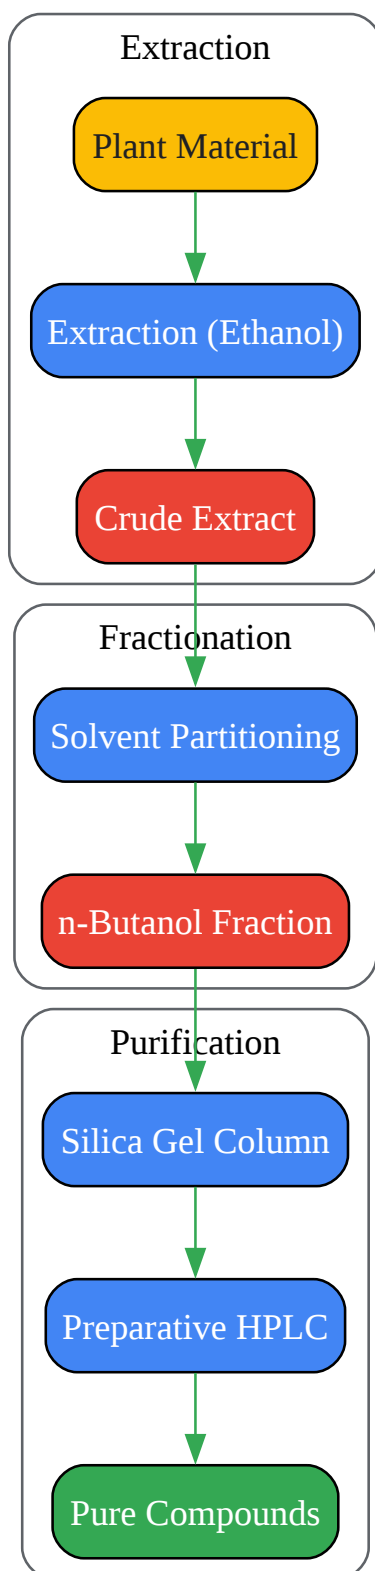 Extraction
Plant Material
Extraction (Ethanol)
Crude Extract
Fractionation
Solvent Partitioning
n-Butanol Fraction
Purification
Silica Gel Column
Preparative HPLC
Pure Compounds